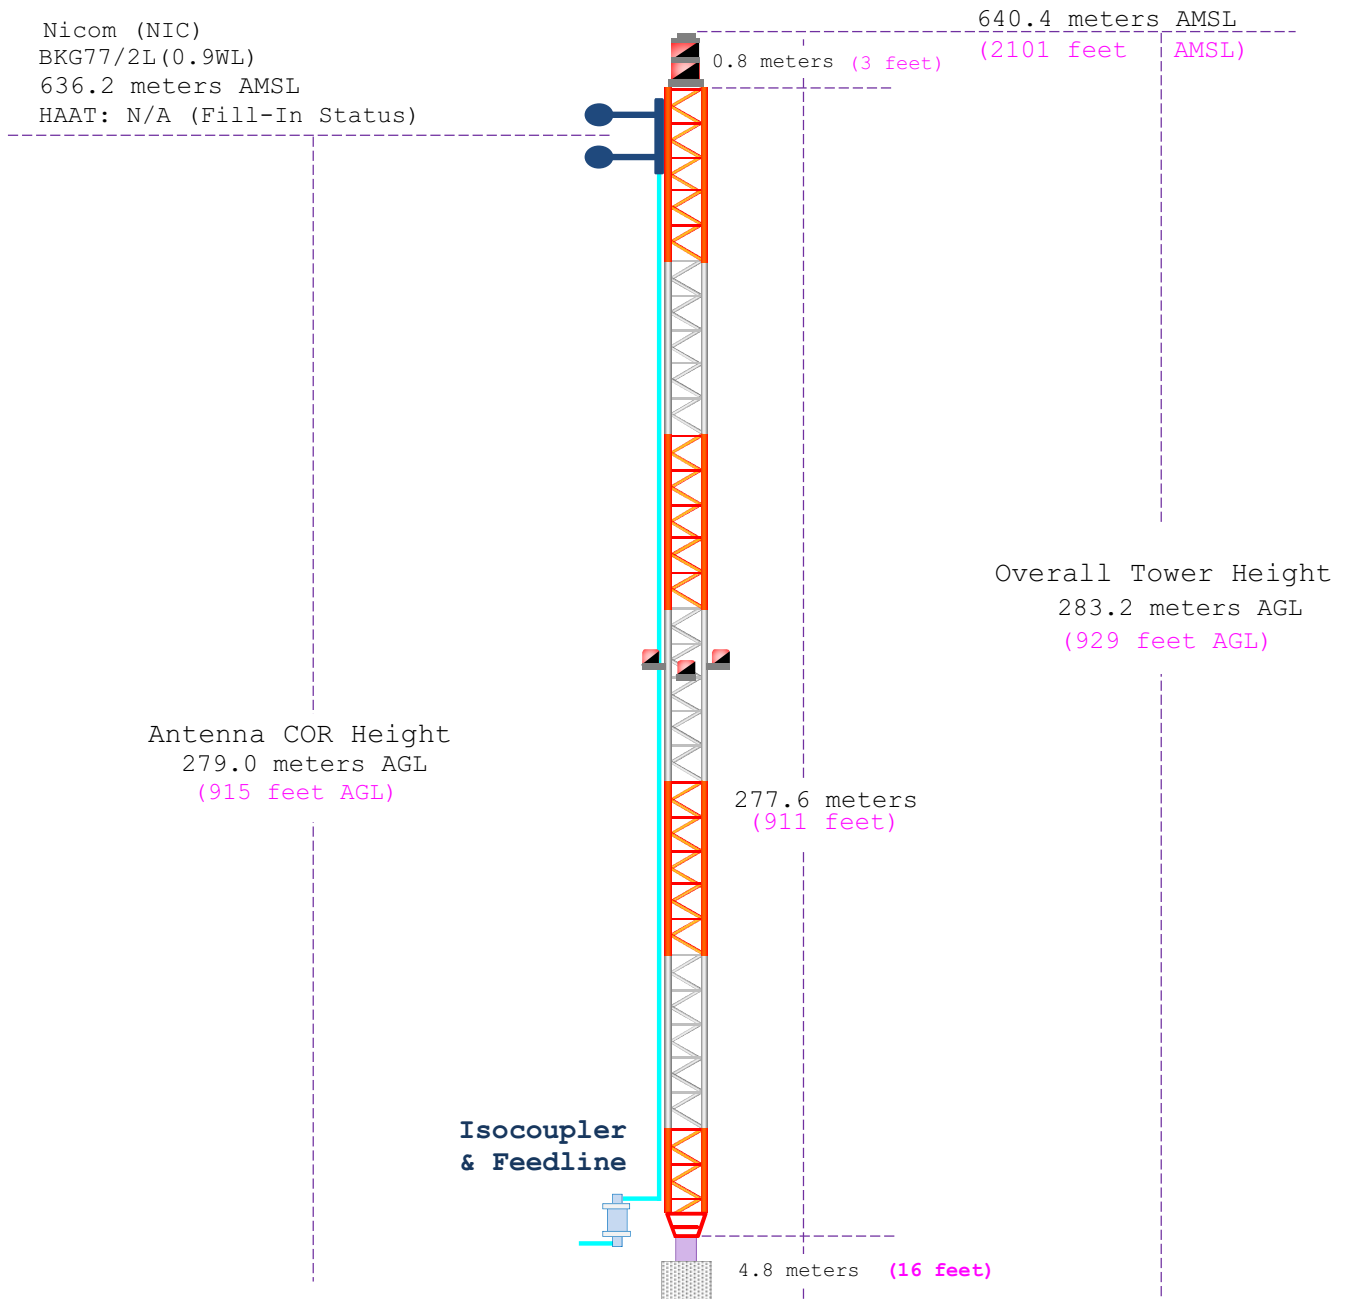 Nicom (NIC)
BKG77/2L(0.9WL)
636.2 meters AMSL
HAAT: N/A (Fill-In Status)
640.4 meters AMSL
(2101 feet AMSL)
0.8 meters (3 feet)
Overall Tower Height
283.2 meters AGL
(929 feet AGL)
Antenna COR Height
279.0 meters AGL
(915 feet AGL)
277.6 meters
(911 feet)
Isocoupler
& Feedline
4.8 meters (16 feet)